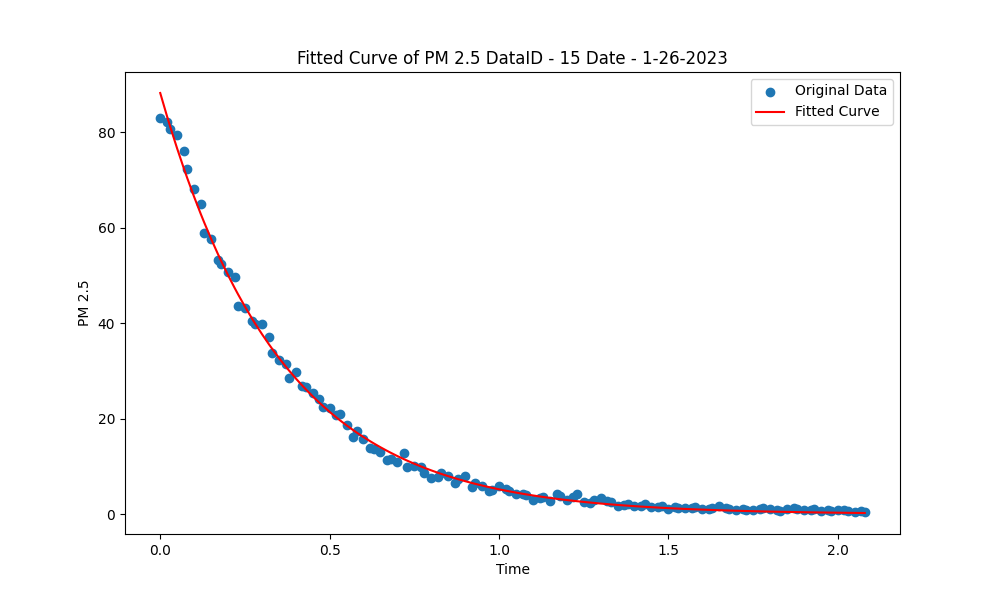 Fitted Curve of PM 2.5 DataID - 15 Date - 1-26-2023
Original Data
Fitted Curve
80
60
40
20
0
PM 2.5
0.0 0.5 1.0 1.5 2.0
Time